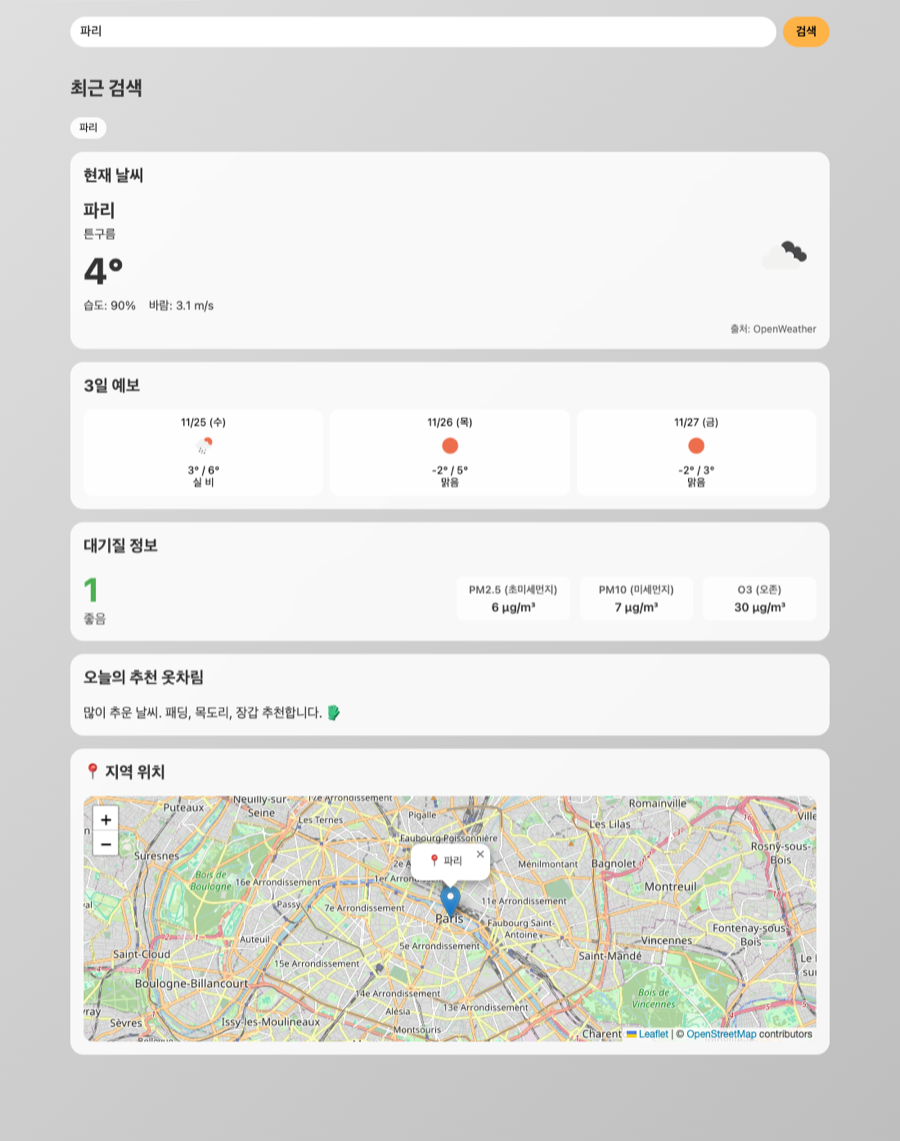 파리
검색
최근 검색
파리
현재 날씨
파리
튼구름
4°
습도: 90% 바람: 3.1 m/s
출처: OpenWeather
3일 예보
11/25 (수)
3° / 6°
실 비
11/26 (목)
-2° / 5°
맑음
11/27 (금)
-2° / 3°
맑음
대기질 정보
1
좋음
PM2.5 (초미세먼지)
6 µg/m³
PM10 (미세먼지)
7 µg/m³
O3 (오존)
30 µg/m³
오늘의 추천 옷차림
많이 추운 날씨. 패딩, 목도리, 장갑 추천합니다. 🧤
📍 지역 위치
+
−
Puteaux
Neuilly-sur-
Seine
17e Arrondissement
Les Ternes
Pigalle
Faubourg-Poissonnière
Romainville
Les Lilas
Ville
Rosny-sous-
Bois
Suresnes
Bois de
Boulogne
16e Arrondissement
Passy
2e A
1er Arron
📍 파리
×
Ménilmontant
Bagnolet
Montreuil
7e Arrondissement
Paris
11e Arrondissement
Faubourg Saint-
Antoine
Auteuil
5e Arrondissement
Saint-Cloud
15e Arrondissement
Saint-Mandé
Vincennes
Fontenay-sous
Bois
Boulogne-Billancourt
14e Arrondissement
Alésia
13e Arrondissement
Bois de
Vincennes
Sèvres
Issy-les-Moulineaux
Montsouris
Charent
Leaflet | © OpenStreetMap contributors